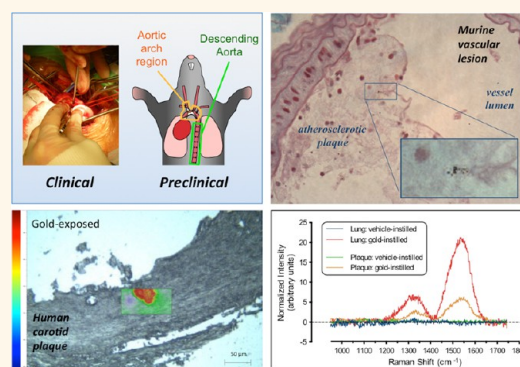 Aortic
arch
region
Descending
Aorta
Clinical
Preclinical
Murine
vascular
lesion
vessel
lumen
atherosclerotic
plaque
Gold-exposed
Human
carotid
plaque
50 µm
Normalized Intensity
(arbitrary units)
25
20
15
10
5
0
-5
Lung: vehicle-instilled
Lung: gold-instilled
Plaque: vehicle-instilled
Plaque: gold-instilled
1000 1100 1200 1300 1400 1500 1600 1700
Raman Shift (cm⁻¹)